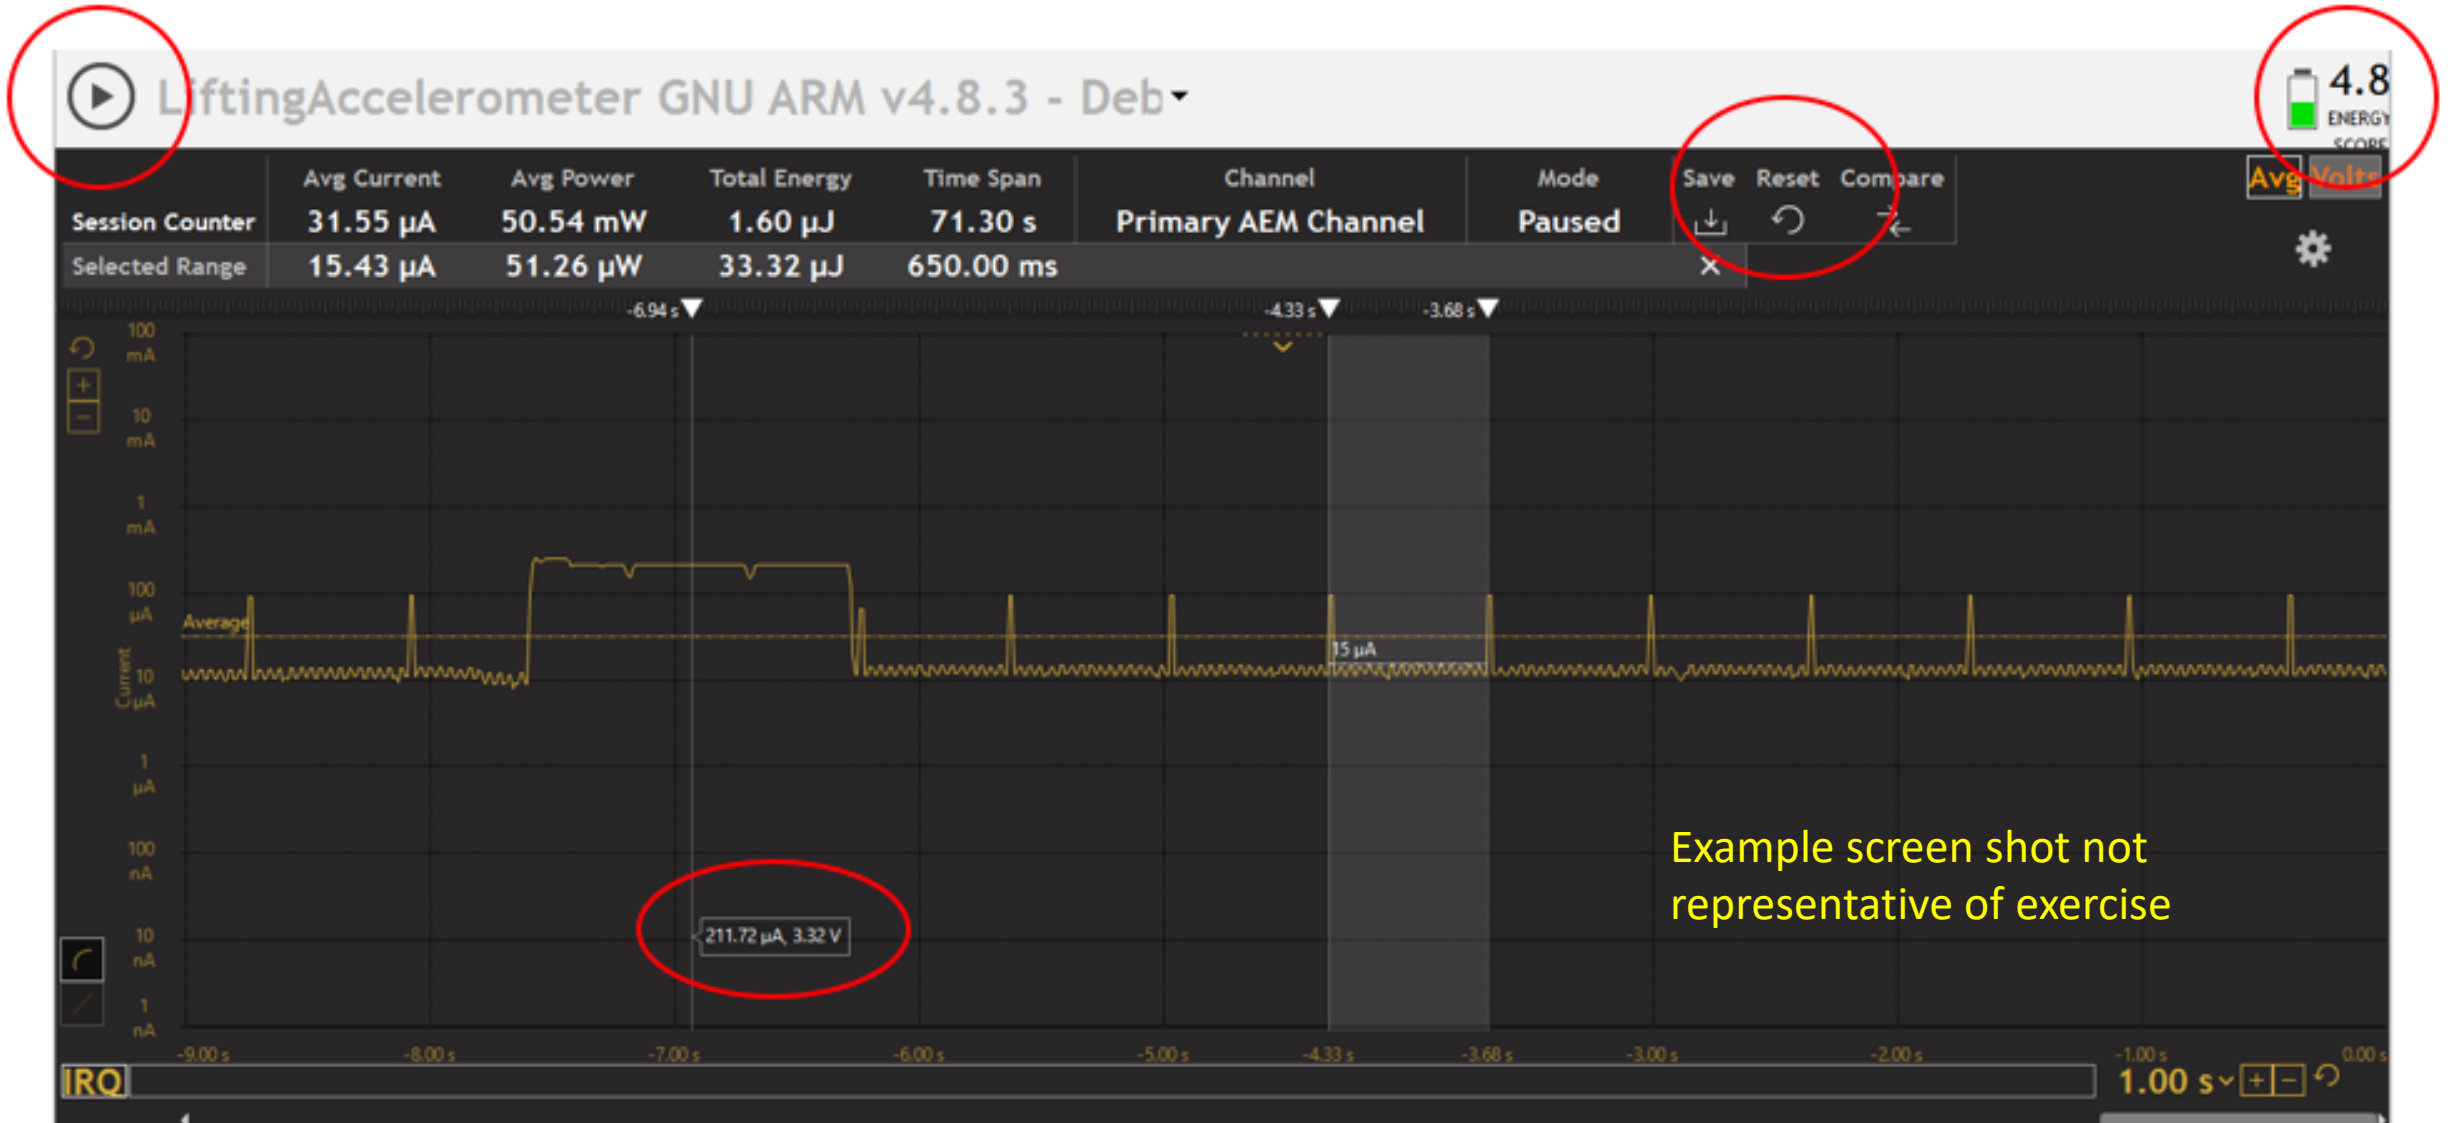 LiftingAccelerometer GNU ARM v4.8.3 - Deb
4.8
ENERGY
SCORE
Avg Current Avg Power Total Energy Time Span Channel Mode Save Reset Compare
Avg Volts
Session Counter 31.55 µA 50.54 mW 1.60 µJ 71.30 s Primary AEM Channel Paused
Selected Range 15.43 µA 51.26 µW 33.32 µJ 650.00 ms
-6.94 s -4.33 s -3.68 s
100
mA
10
mA
1
mA
100
µA
Average
15 µA
Current
10
µA
1
µA
100
nA
Example screen shot not
representative of exercise
10
nA
211.72 µA, 3.32 V
1
nA
-9.00 s -8.00 s -7.00 s -6.00 s -5.00 s -4.33 s -3.68 s -3.00 s -2.00 s -1.00 s 0.00 s
IRQ
1.00 s